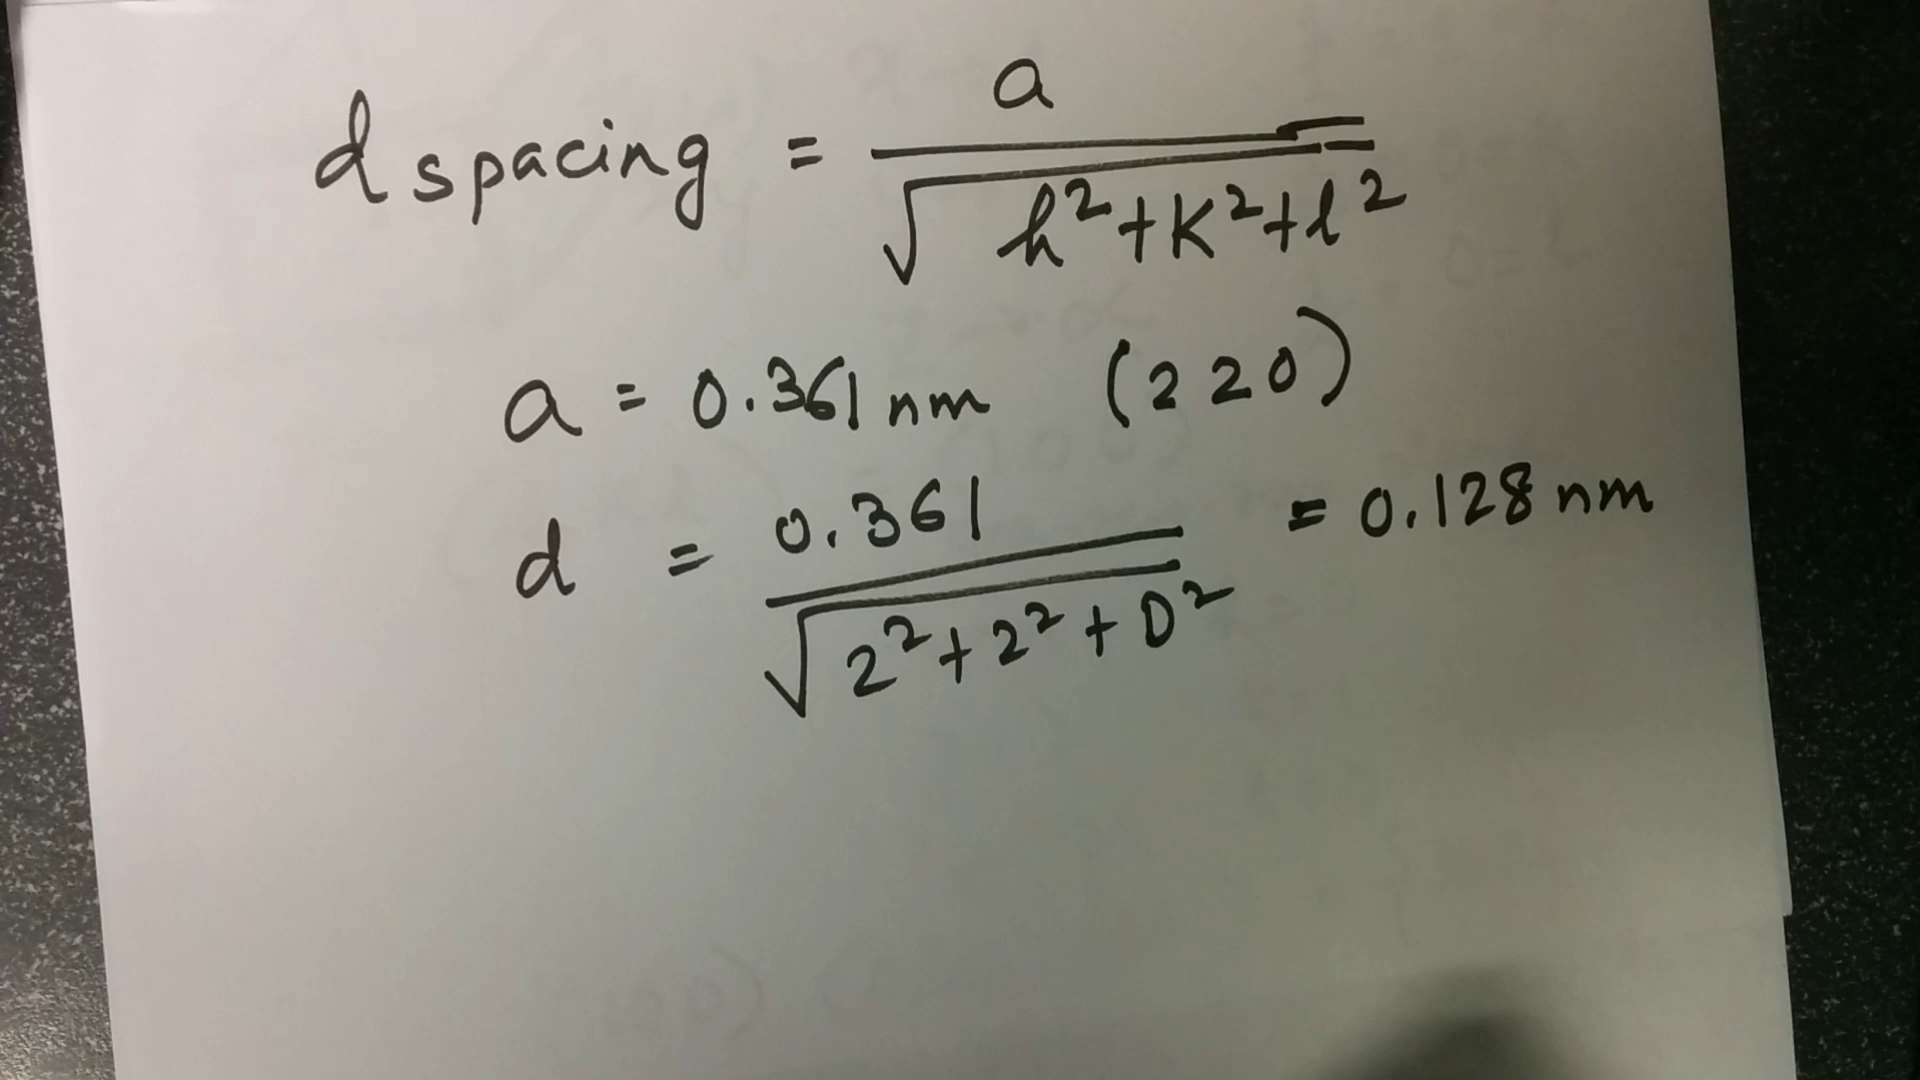 d spacing = a / √(h²+K²+l²)
a = 0.361 nm (220)
d = 0.361 / √(2²+2²+0²) = 0.128 nm